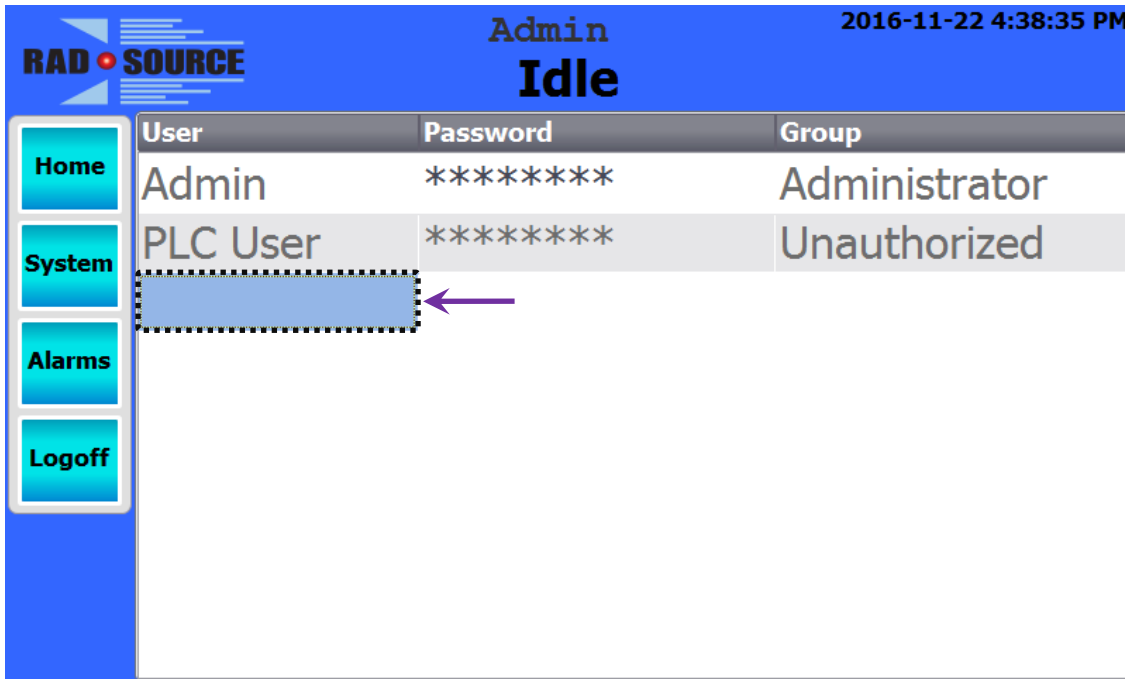 RAD SOURCE
Admin
Idle
2016-11-22 4:38:35 PM
Home
System
Alarms
Logoff
User Password Group
Admin ******** Administrator
PLC User ******** Unauthorized